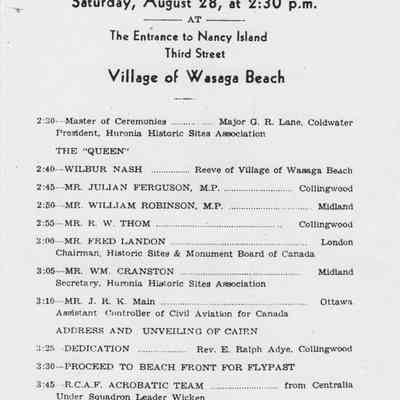 Saturday, August 28, at 2:30 p.m.
AT
The Entrance to Nancy Island
Third Street
Village of Wasaga Beach
2:30—Master of Ceremonies ............ Major G. R. Lane, Coldwater
President, Huronia Historic Sites Association
THE "QUEEN"
2:40—WILBUR NASH ............... Reeve of Village of Wasaga Beach
2:45—MR. JULIAN FERGUSON, M.P. ........................ Collingwood
2:50—MR. WILLIAM ROBINSON, M.P. ........................... Midland
2:55—MR. R. W. THOM ............................................ Collingwood
3:00—MR. FRED LANDON ............................................ London
Chairman, Historic Sites & Monument Board of Canada
3:05—MR. WM. CRANSTON ........................................ Midland
Secretary, Huronia Historic Sites Association
3:10—MR. J. R. K. Main ............................................ Ottawa
Assistant Controller of Civil Aviation for Canada
ADDRESS AND UNVEILING OF CAIRN
3:25—DEDICATION ................. Rev. E. Ralph Adye, Collingwood
3:30—PROCEED TO BEACH FRONT FOR FLYPAST
3:45—R.C.A.F. ACROBATIC TEAM .................... from Centralia
Under Squadron Leader Wicken